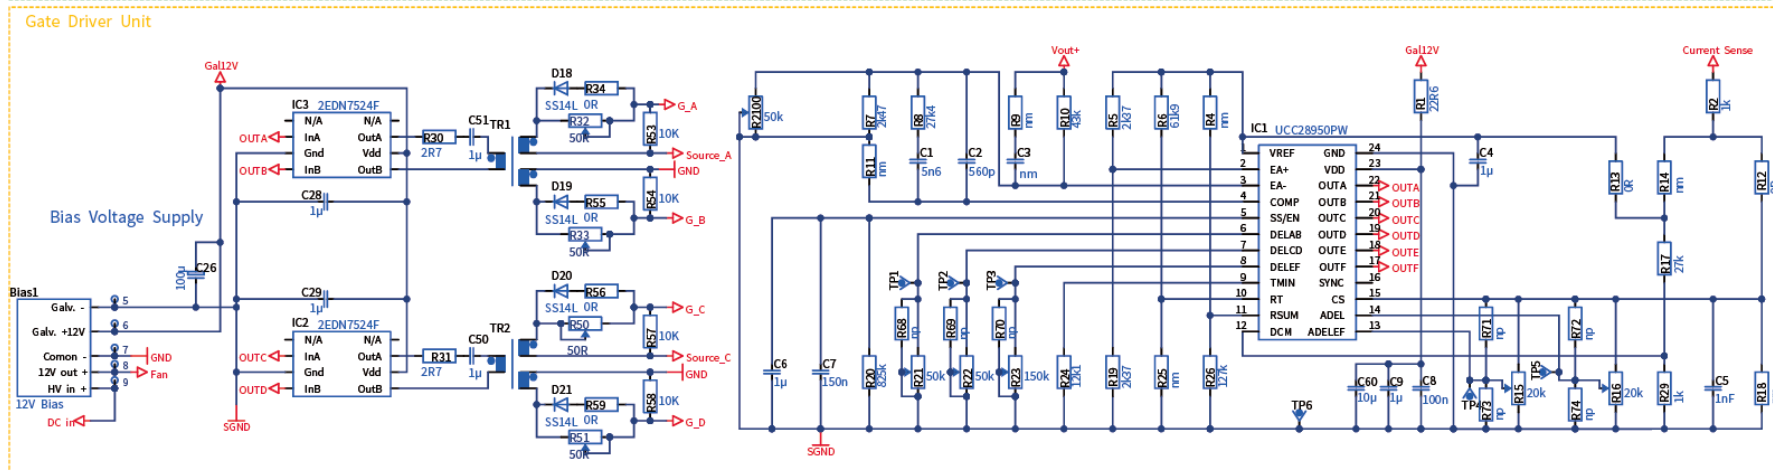 Gate Driver Unit
Gal12V
IC3 2EDN7524F
N/A N/A
OUTA InA OutA
Gnd Vdd
OUTB InB OutB
R30
2R7
C51
1µ
TR1
D18
SS14L
R34
0R
R32
50R
R53
10K
G_A
Source_A
GND
D19
SS14L
R55
0R
R33
50R
R54
10K
G_B
C28
1µ
Bias Voltage Supply
100µ
C26
C29
1µ
Bias1
Galv. - 5
Galv. +12V 6
Comon - 7 GND
12V out + 8 Fan
HV in + 9
12V Bias
DC in
SGND
IC2 2EDN7524F
N/A N/A
OUTC InA OutA
Gnd Vdd
OUTD InB OutB
R31
2R7
C50
1µ
TR2
D20
SS14L
R56
0R
R50
50R
R57
10K
G_C
Source_C
GND
D21
SS14L
R59
0R
R51
50R
R58
10K
G_D
R2100
50k
R7
2k47
R11
nm
R8
27k4
C1
5n6
C2
560p
Vout+
R9
nm
C3
nm
R10
43k
R5
2k37
R6
61k9
R4
nm
IC1 UCC28950PW
1 VREF GND 24
2 EA+ VDD 23
3 EA- OUTA 22 OUTA
4 COMP OUTB 21 OUTB
5 SS/EN OUTC 20 OUTC
6 DELAB OUTD 19 OUTD
7 DELCD OUTE 18 OUTE
8 DELEF OUTF 17 OUTF
9 TMIN SYNC 16
10 RT CS 15
11 RSUM ADEL 14
12 DCM ADELEF 13
Gal12V
R1
22R6
C4
1µ
Current Sense
R2
1k
R13
0R
R14
nm
R12
R17
27k
C6
1µ
C7
150n
R20
825k
TP1
R68
np
R21
50k
TP2
R69
np
R22
50k
TP3
R70
np
R23
150k
R24
12k1
R19
2k37
R25
nm
R26
127k
TP6
SGND
C60
10µ
C9
1µ
C8
100n
TP4
R71
np
R73
np
R15
20k
TP5
R72
np
R74
np
R16
20k
R29
1k
C5
1nF
R18